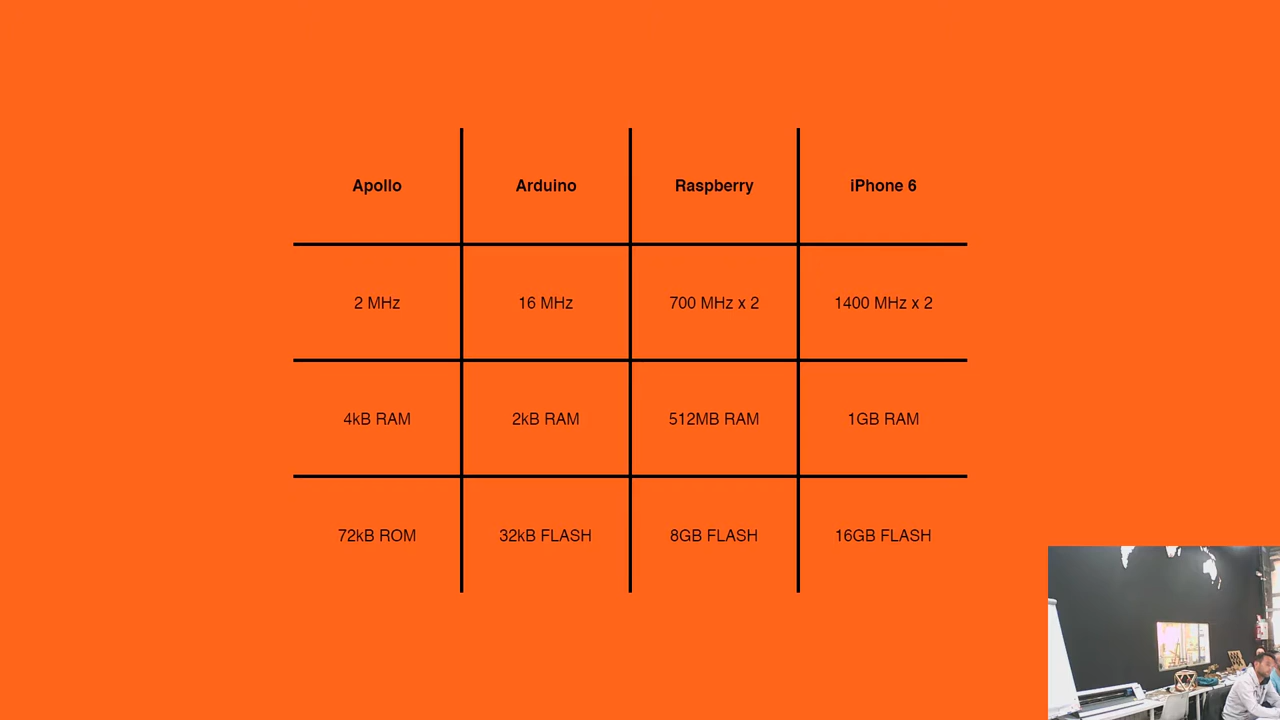 Apollo Arduino Raspberry iPhone 6
2 MHz 16 MHz 700 MHz x 2 1400 MHz x 2
4kB RAM 2kB RAM 512MB RAM 1GB RAM
72kB ROM 32kB FLASH 8GB FLASH 16GB FLASH